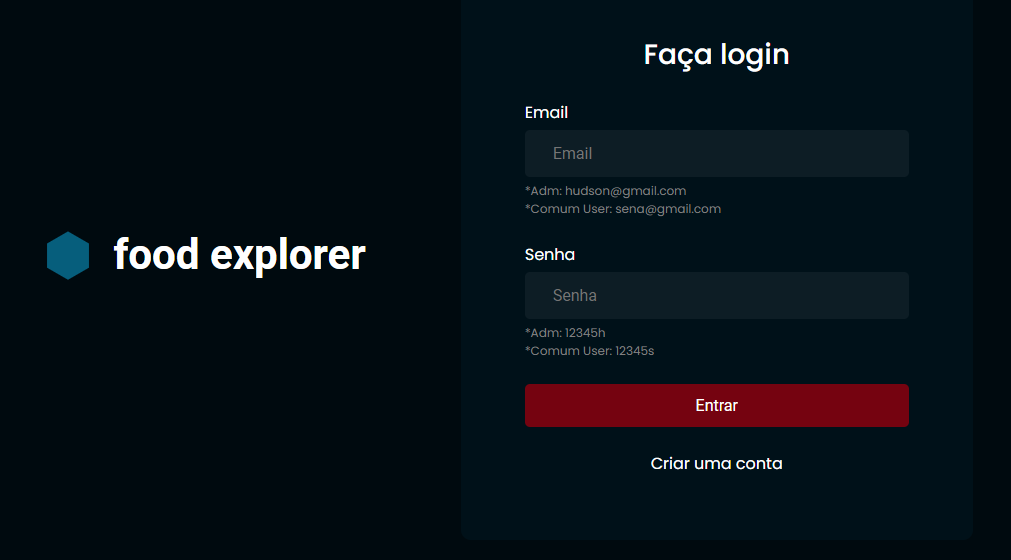 food explorer
Faça login
Email
Email
*Adm: hudson@gmail.com
*Comum User: sena@gmail.com
Senha
Senha
*Adm: 12345h
*Comum User: 12345s
Entrar
Criar uma conta